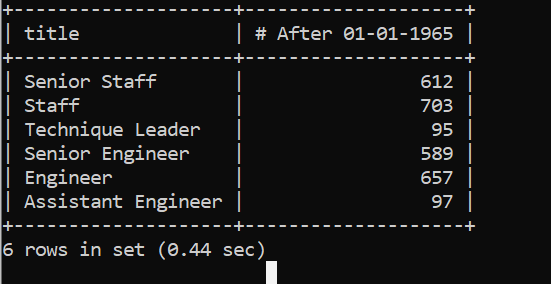 +--------------------+--------------------+
| title              | # After 01-01-1965 |
+--------------------+--------------------+
| Senior Staff       |                612 |
| Staff              |                703 |
| Technique Leader   |                 95 |
| Senior Engineer    |                589 |
| Engineer           |                657 |
| Assistant Engineer |                 97 |
+--------------------+--------------------+
6 rows in set (0.44 sec)